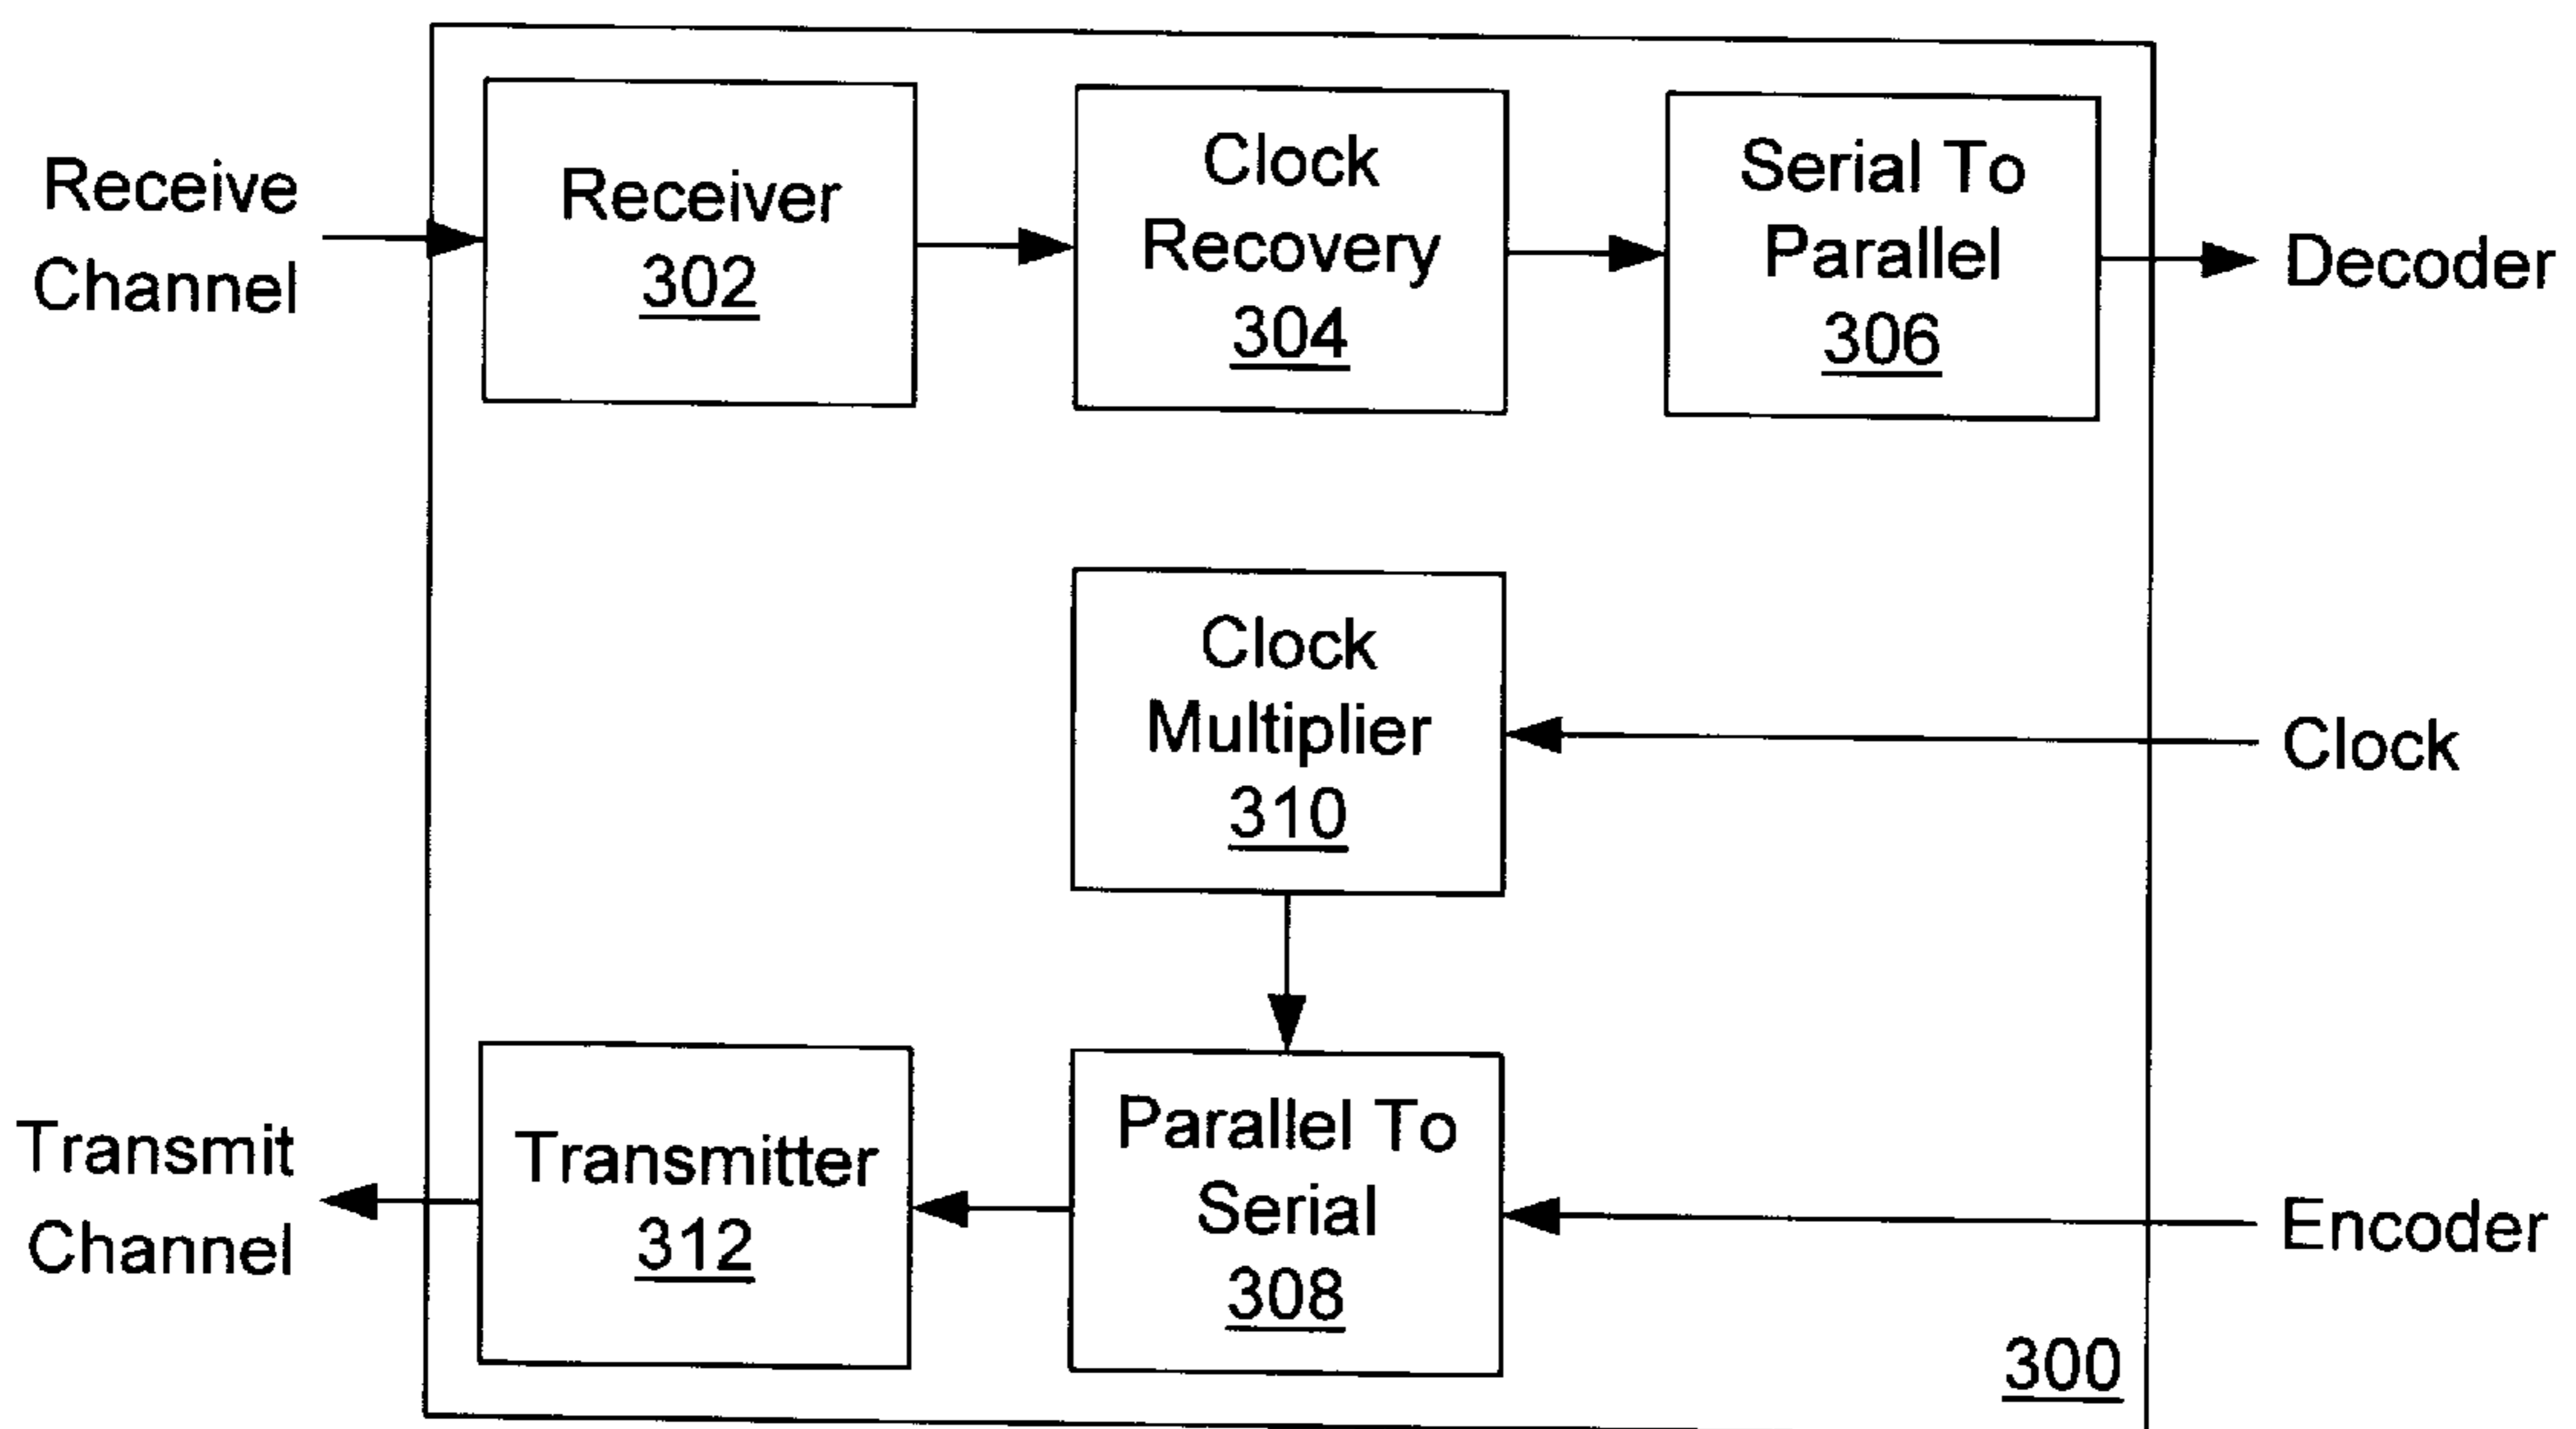 Receive
Channel
Receiver
302
Clock
Recovery
304
Serial To
Parallel
306
Decoder
Clock
Multiplier
310
Clock
Transmit
Channel
Transmitter
312
Parallel To
Serial
308
Encoder
300